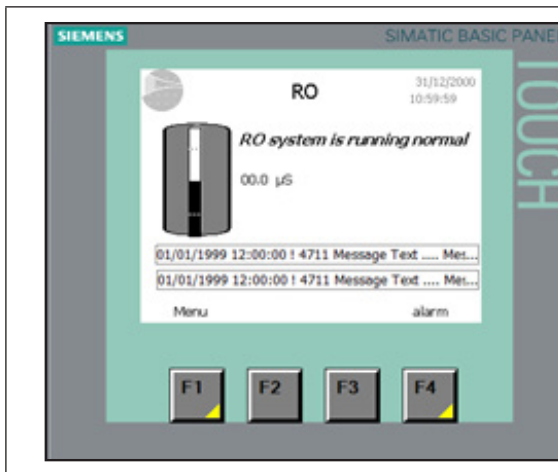 SIEMENS
SIMATIC BASIC PANE
TOUCH
RO
31/12/2000
10:59:59
RO system is running normal
00.0 µS
01/01/1999 12:00:00 ! 4711 Message Text .... Mes...
01/01/1999 12:00:00 ! 4711 Message Text .... Mes...
Menu
alarm
F1
F2
F3
F4